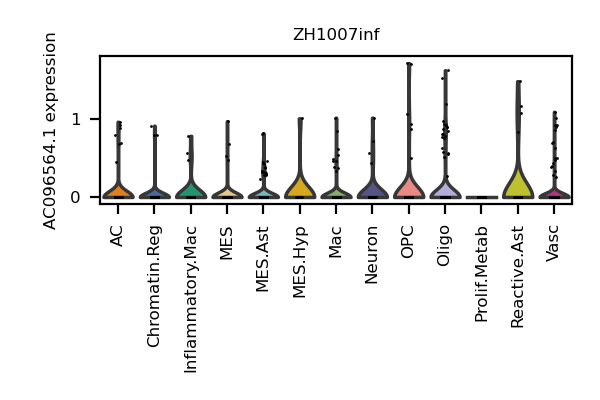 ZH1007inf
AC096564.1 expression
1
0
AC
Chromatin.Reg
Inflammatory.Mac
MES
MES.Ast
MES.Hyp
Mac
Neuron
OPC
Oligo
Prolif.Metab
Reactive.Ast
Vasc